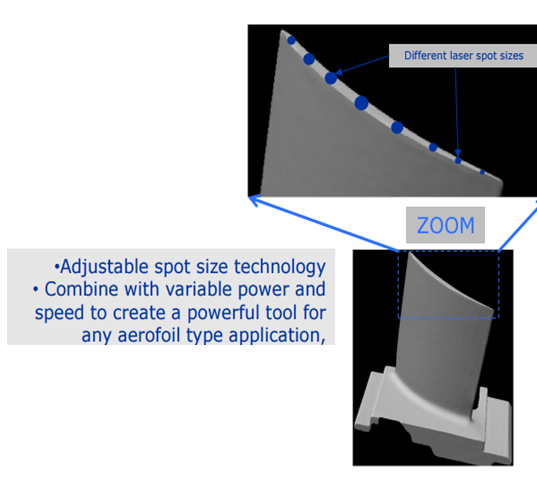 Different laser spot sizes
ZOOM
•Adjustable spot size technology
• Combine with variable power and
speed to create a powerful tool for
any aerofoil type application,